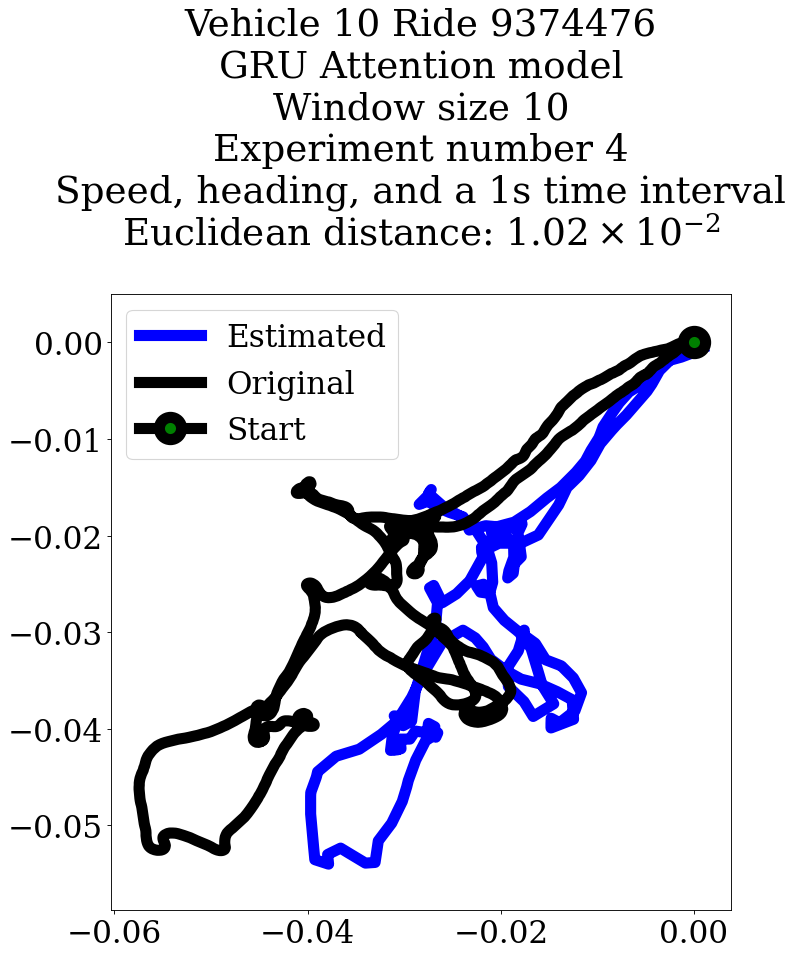 Vehicle 10 Ride 9374476
GRU Attention model
Window size 10
Experiment number 4
Speed, heading, and a 1s time interval
Euclidean distance: 1.02 × 10⁻²
Estimated
Original
Start
0.00
−0.01
−0.02
−0.03
−0.04
−0.05
−0.06 −0.04 −0.02 0.00